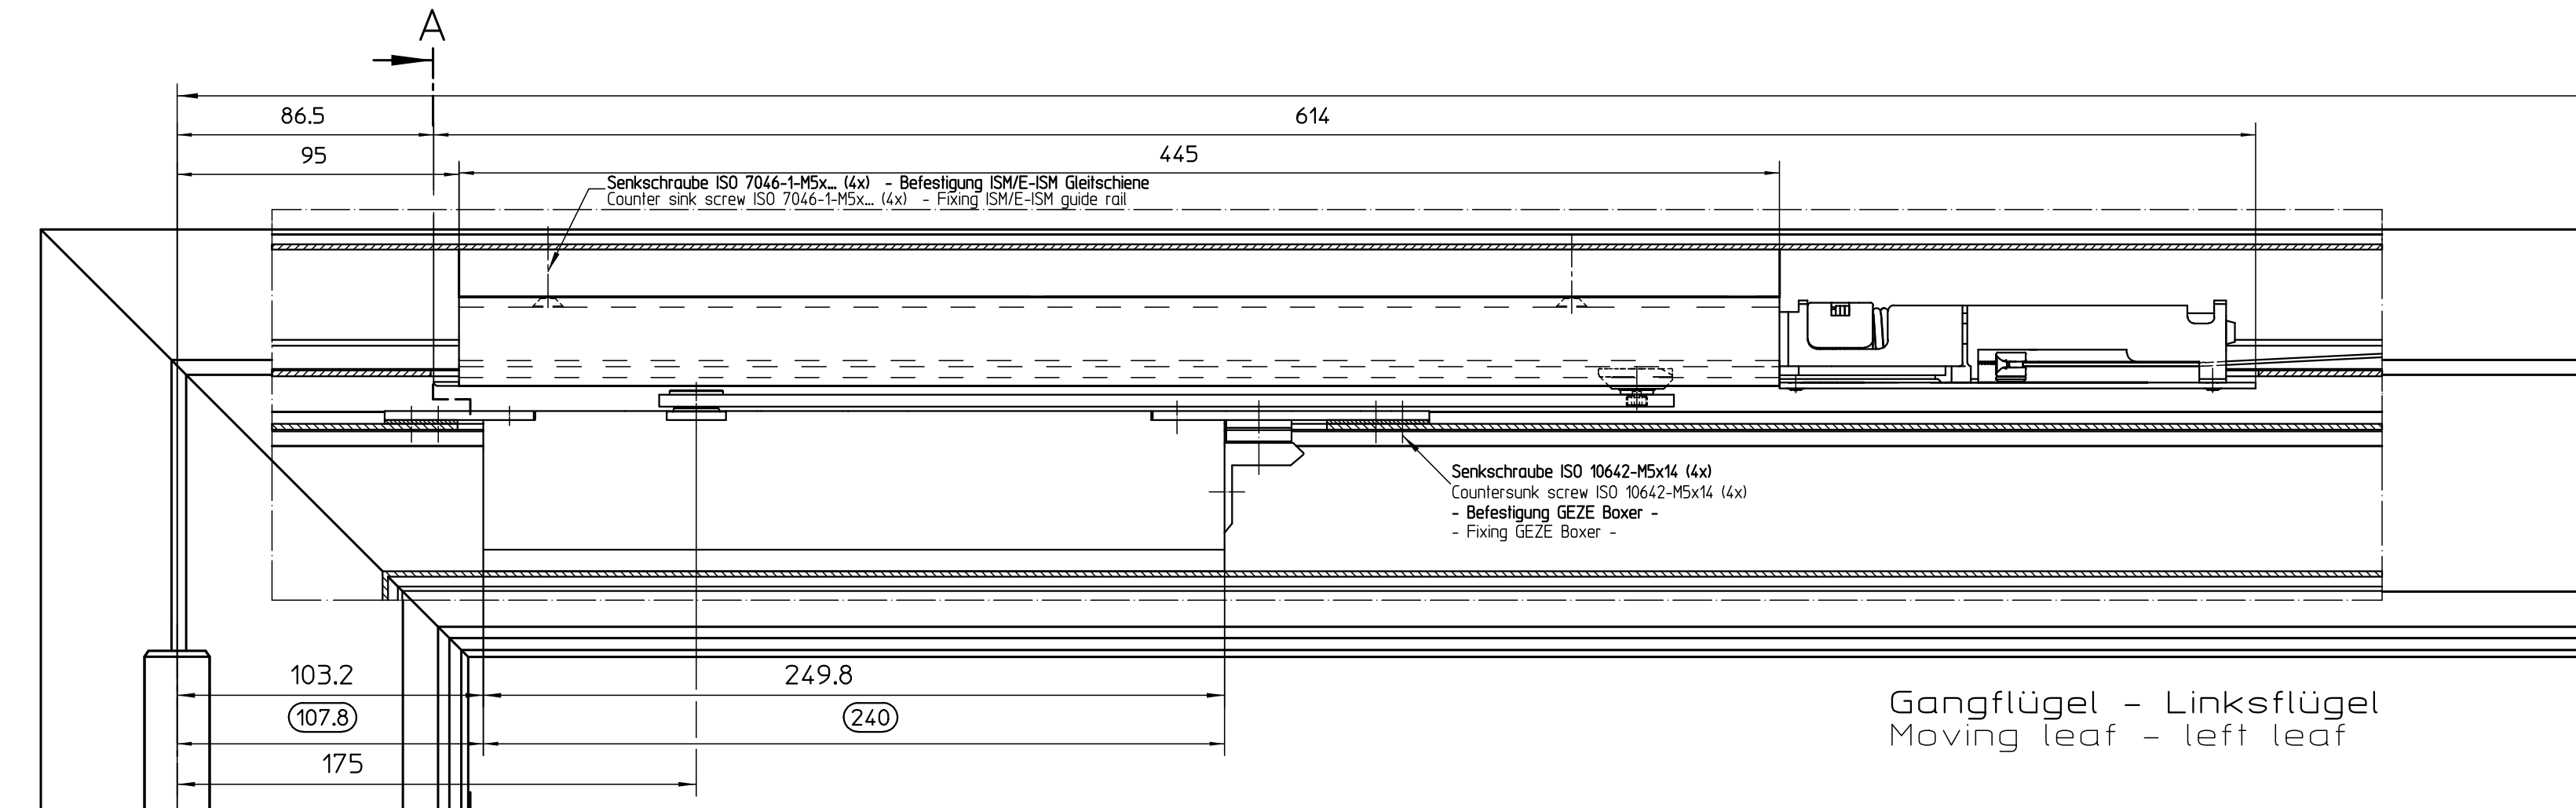 A
86.5
614
95
445
Senkschraube ISO 7046-1-M5x... (4x) - Befestigung ISM/E-ISM Gleitschiene
Counter sink screw ISO 7046-1-M5x... (4x) - Fixing ISM/E-ISM guide rail
Senkschraube ISO 10642-M5x14 (4x)
Countersunk screw ISO 10642-M5x14 (4x)
- Befestigung GEZE Boxer -
- Fixing GEZE Boxer -
103.2
249.8
107.8
240
175
Gangflügel - Linksflügel
Moving leaf - left leaf